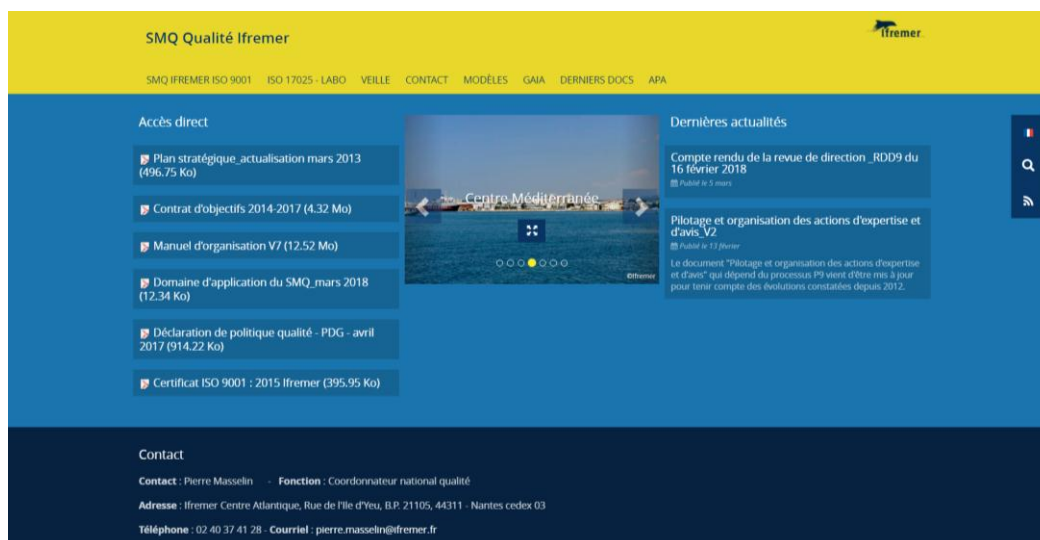 SMQ Qualité Ifremer
Ifremer
SMQ IFREMER ISO 9001 ISO 17025 - LABO VEILLE CONTACT MODÈLES GAIA DERNIERS DOCS APA
Accès direct
Plan stratégique_actualisation mars 2013
(496.75 Ko)
Contrat d'objectifs 2014-2017 (4.32 Mo)
Manuel d'organisation V7 (12.52 Mo)
Domaine d'application du SMQ_mars 2018
(12.34 Ko)
Déclaration de politique qualité - PDG - avril
2017 (914.22 Ko)
Certificat ISO 9001 : 2015 Ifremer (395.95 Ko)
Centre Méditerranée
©Ifremer
Dernières actualités
Compte rendu de la revue de direction _RDD9 du
16 février 2018
Publié le 5 mars
Pilotage et organisation des actions d'expertise et
d'avis_V2
Publié le 13 février
Le document "Pilotage et organisation des actions d'expertise
et d'avis" qui dépend du processus P9 vient d'être mis à jour
pour tenir compte des évolutions constatées depuis 2012.
Contact
Contact : Pierre Masselin - Fonction : Coordonnateur national qualité
Adresse : Ifremer Centre Atlantique, Rue de l'Ile d'Yeu, B.P. 21105, 44311 - Nantes cedex 03
Téléphone : 02 40 37 41 28 - Courriel : pierre.masselin@ifremer.fr